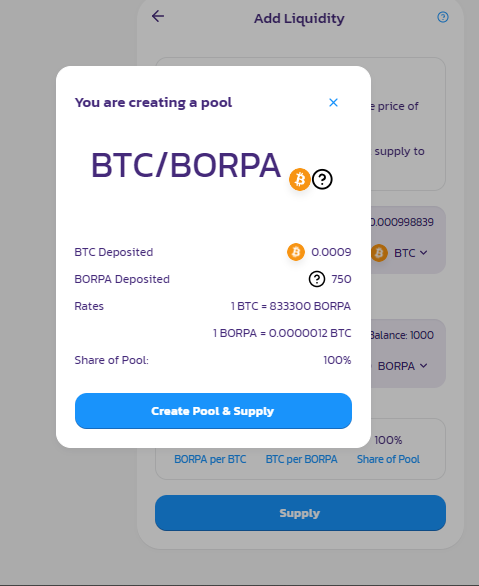 Add Liquidity
You are creating a pool
e price of
BTC/BORPA
supply to
0.000998839
BTC Deposited 0.0009
BTC
BORPA Deposited 750
Rates 1 BTC = 833300 BORPA
1 BORPA = 0.0000012 BTC
Balance: 1000
Share of Pool: 100%
BORPA
Create Pool & Supply
100%
BORPA per BTC BTC per BORPA Share of Pool
Supply